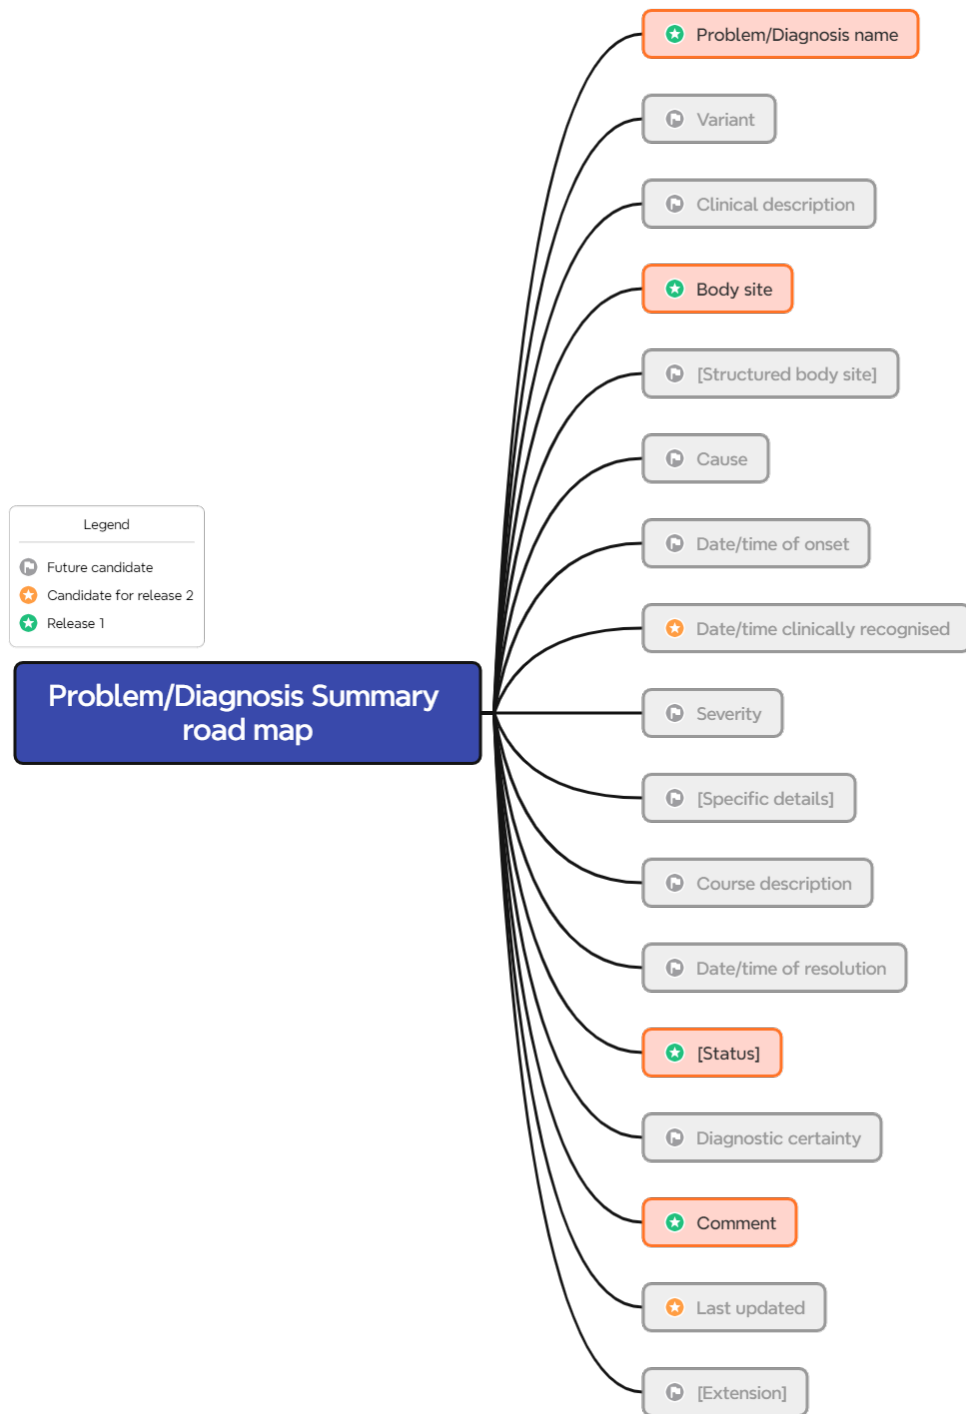 Problem/Diagnosis name
Variant
Clinical description
Body site
[Structured body site]
Cause
Date/time of onset
Legend
Future candidate
Candidate for release 2
Release 1
Date/time clinically recognised
Problem/Diagnosis Summary
road map
Severity
[Specific details]
Course description
Date/time of resolution
[Status]
Diagnostic certainty
Comment
Last updated
[Extension]